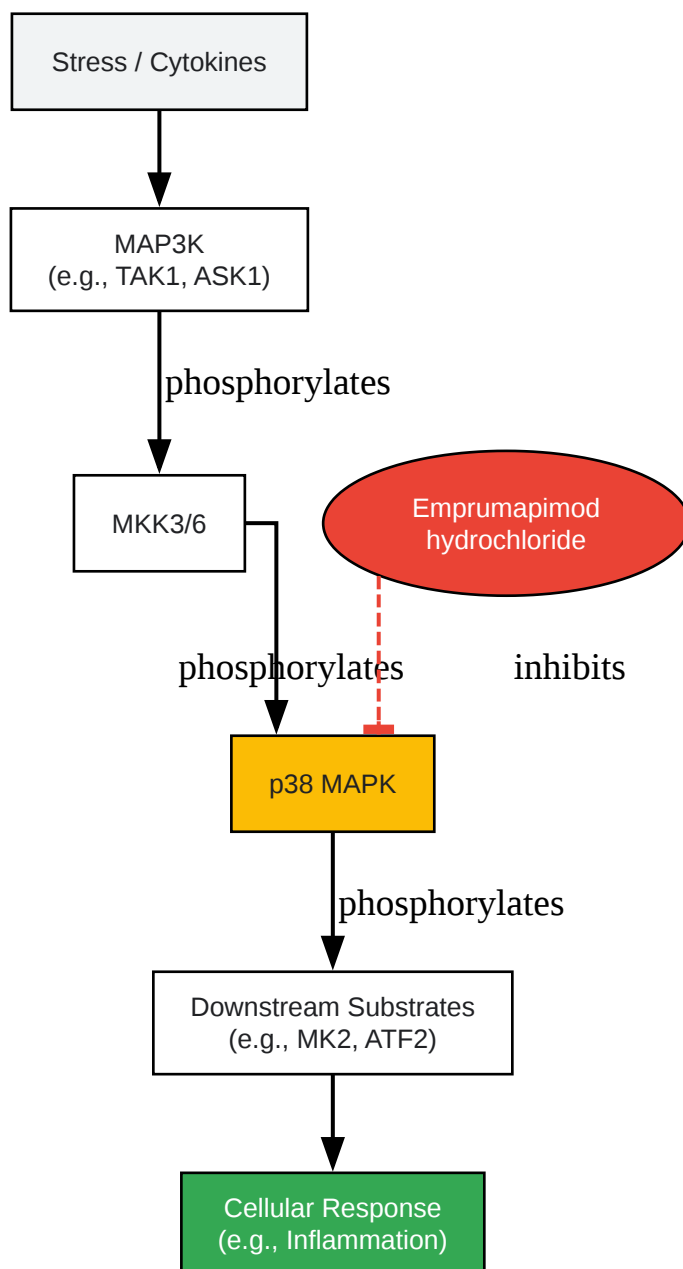 Stress / Cytokines
MAP3K
(e.g., TAK1, ASK1)
phosphorylates
MKK3/6
Emprumapimod
hydrochloride
phosphorylates
inhibits
p38 MAPK
phosphorylates
Downstream Substrates
(e.g., MK2, ATF2)
Cellular Response
(e.g., Inflammation)